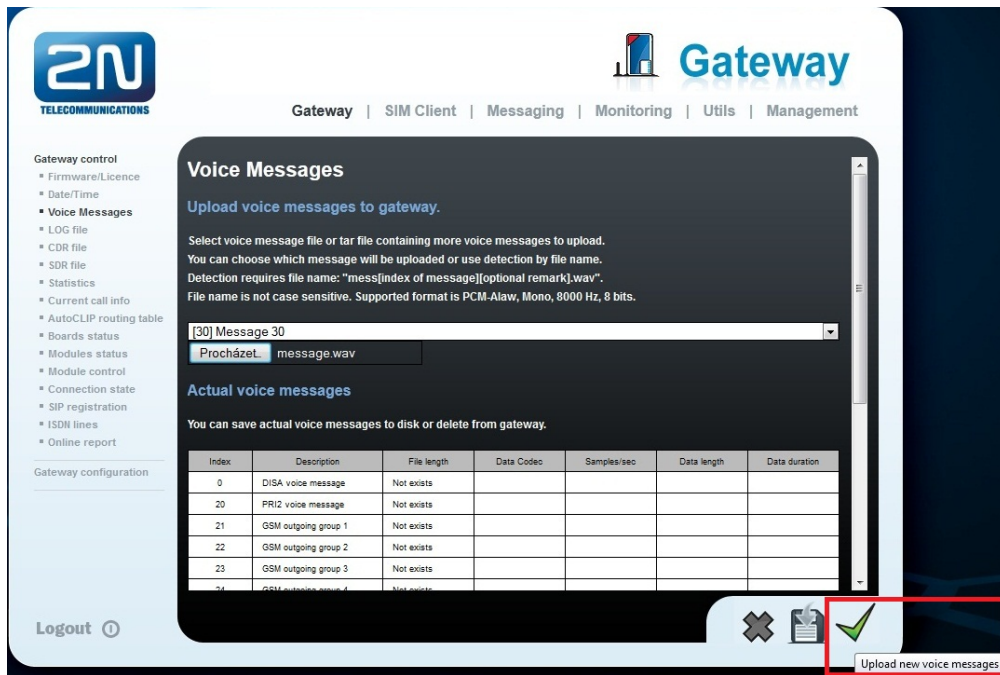 2N
TELECOMMUNICATIONS
Gateway
Gateway | SIM Client | Messaging | Monitoring | Utils | Management
Gateway control
Firmware/Licence
Date/Time
Voice Messages
LOG file
CDR file
SDR file
Statistics
Current call info
AutoCLIP routing table
Boards status
Modules status
Module control
Connection state
SIP registration
ISDN lines
Online report
Gateway configuration
Logout
Voice Messages
Upload voice messages to gateway.
Select voice message file or tar file containing more voice messages to upload.
You can choose which message will be uploaded or use detection by file name.
Detection requires file name: "mess[index of message][optional remark].wav".
File name is not case sensitive. Supported format is PCM-Alaw, Mono, 8000 Hz, 8 bits.
[30] Message 30
Procházet.. message.wav
Actual voice messages
You can save actual voice messages to disk or delete from gateway.
Index Description File length Data Codec Samples/sec Data length Data duration
0 DISA voice message Not exists
20 PRI2 voice message Not exists
21 GSM outgoing group 1 Not exists
22 GSM outgoing group 2 Not exists
23 GSM outgoing group 3 Not exists
24 GSM outgoing group 4 Not exists
Upload new voice messages